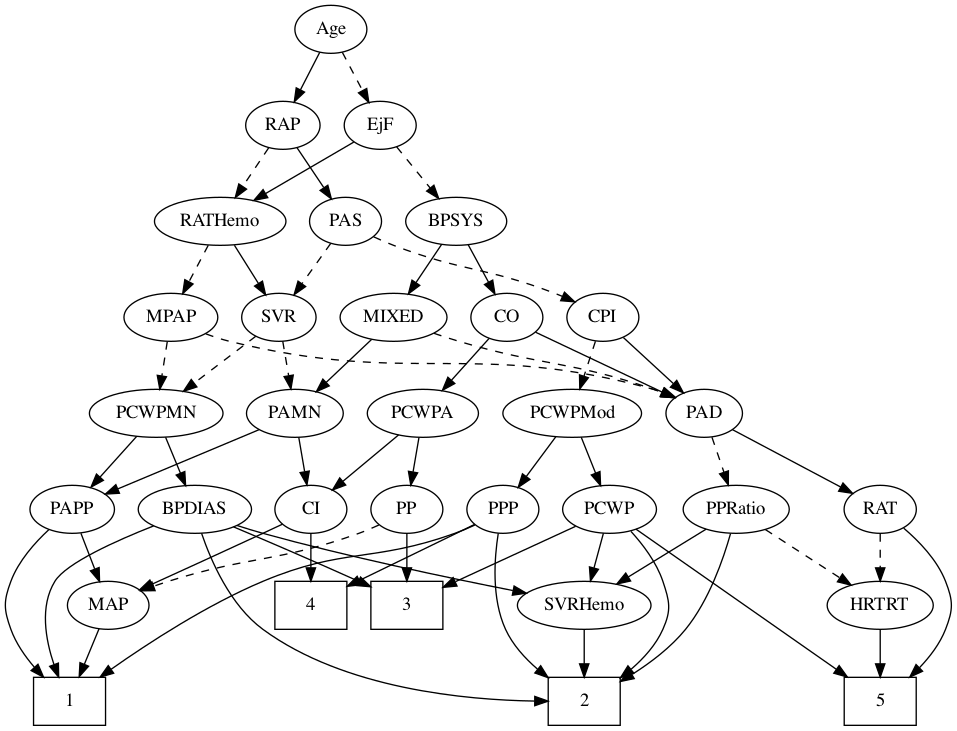 Age
RAP
EjF
RATHemo
PAS
BPSYS
MPAP
SVR
MIXED
CO
CPI
PCWPMN
PAMN
PCWPA
PCWPMod
PAD
PAPP
BPDIAS
CI
PP
PPP
PCWP
PPRatio
RAT
MAP
4
3
SVRHemo
HRTRT
1
2
5